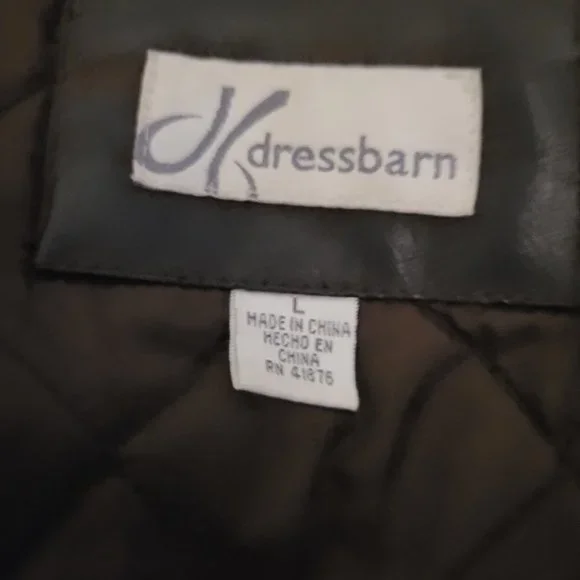 dressbarn
L
MADE IN CHINA
HECHO EN
CHINA
RN 41876